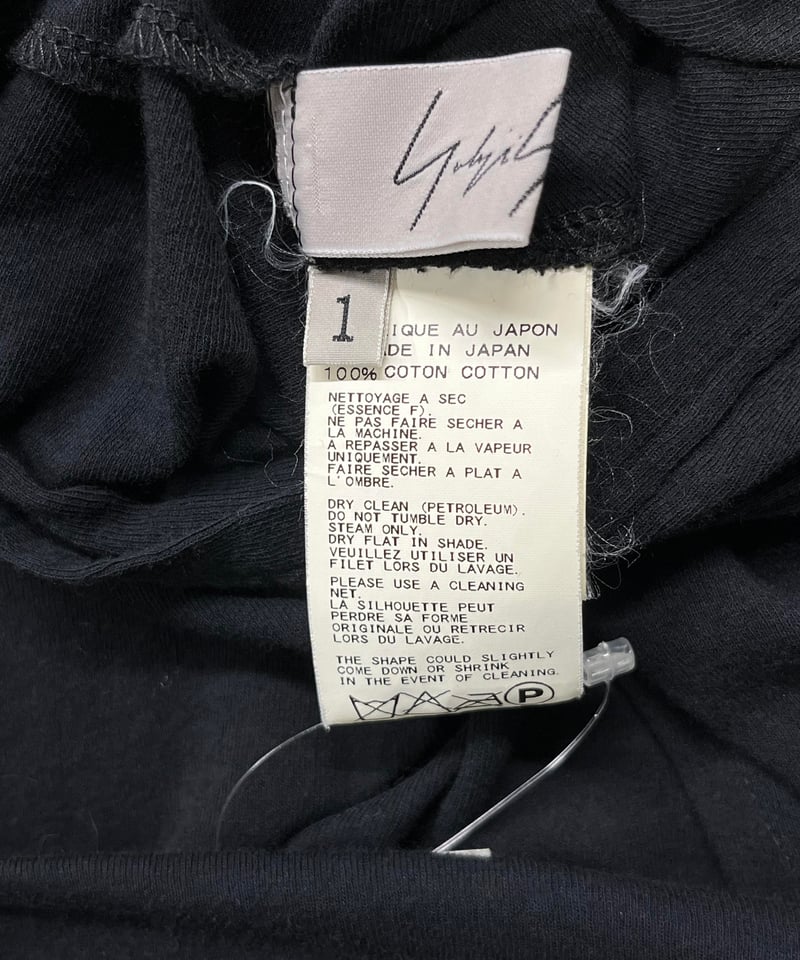 1
IQUE AU JAPON
DE IN JAPAN
100% COTON COTTON
NETTOYAGE A SEC
(ESSENCE F).
NE PAS FAIRE SECHER A
LA MACHINE.
A REPASSER A LA VAPEUR
UNIQUEMENT.
FAIRE SECHER A PLAT A
L'OMBRE.
DRY CLEAN (PETROLEUM).
DO NOT TUMBLE DRY.
STEAM ONLY.
DRY FLAT IN SHADE.
VEUILLEZ UTILISER UN
FILET LORS DU LAVAGE.
PLEASE USE A CLEANING
NET.
LA SILHOUETTE PEUT
PERDRE SA FORME
ORIGINALE OU RETRECIR
LORS DU LAVAGE.
THE SHAPE COULD SLIGHTLY
COME DOWN OR SHRINK
IN THE EVENT OF CLEANING.
P